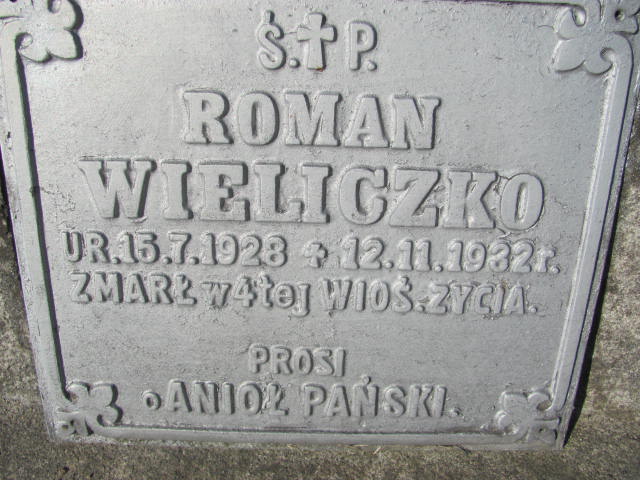 Ś.✝P.
ROMAN
WIELICZKO
UR.15.7.1928 ✝ 12.11.1932r.
ZMARŁ w 4tej WIOŚ.ŻYCIA.
PROSI
o ANIOŁ PAŃSKI.